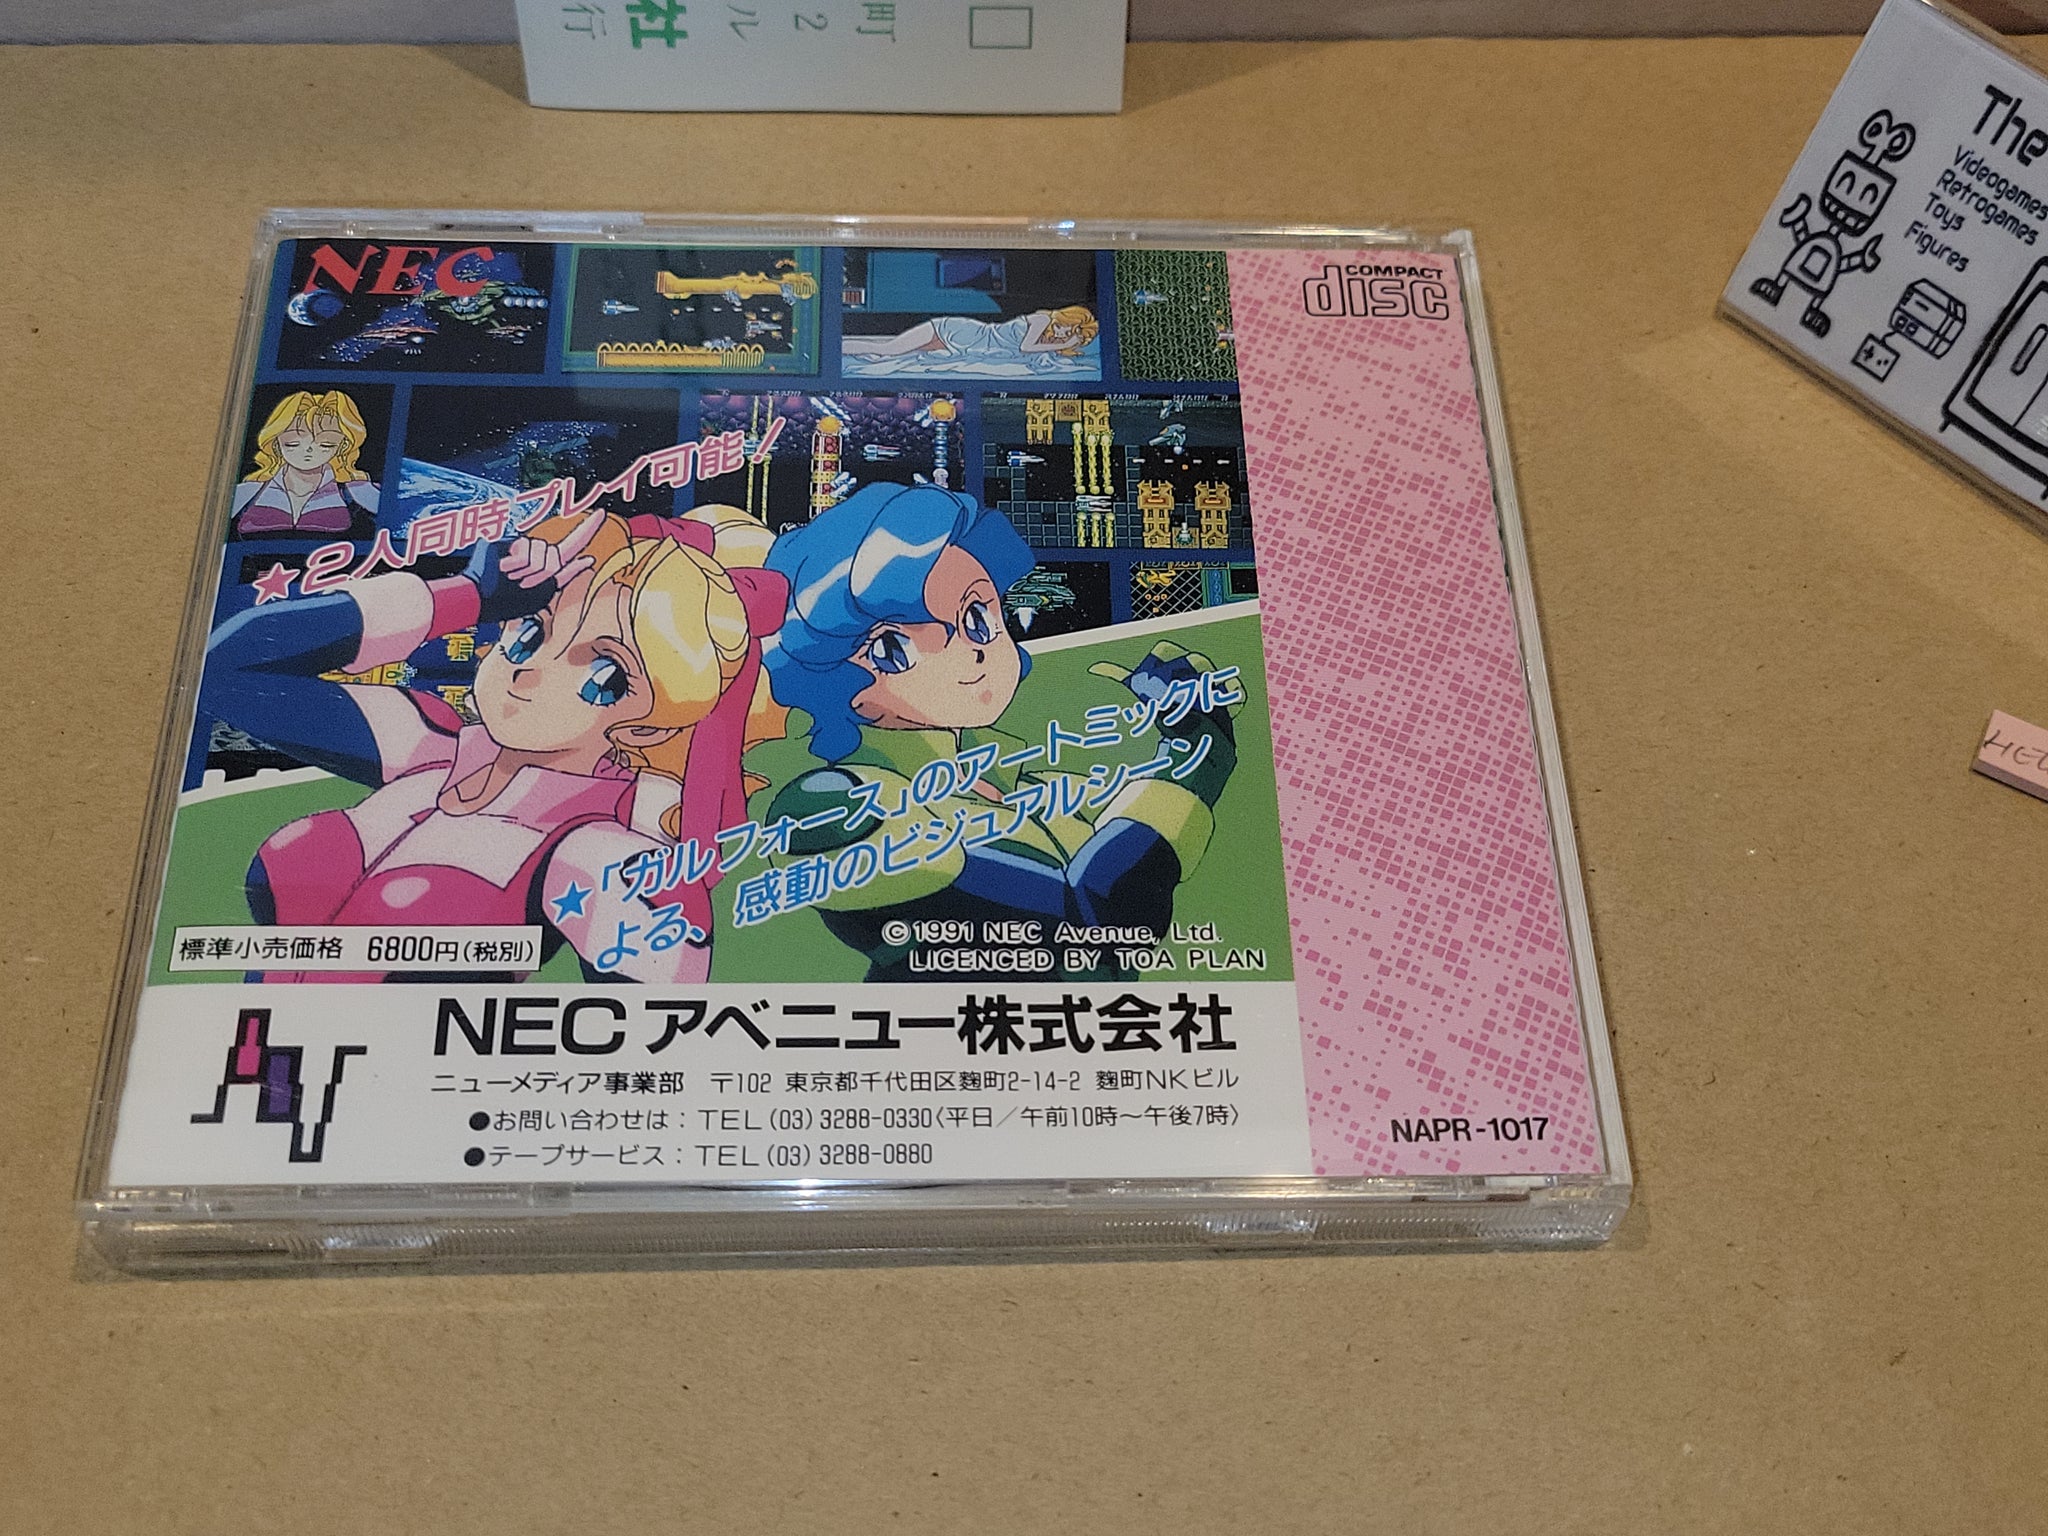 町2
ル
社
行
The
Videogames
Retrogames
Toys
Figures
NEC
COMPACT
disc
★2人同時プレイ可能！
★「ガルフォース」のアートミックに
よる、感動のビジュアルシーン
©1991 NEC Avenue, Ltd.
LICENCED BY TOA PLAN
標準小売価格 6800円(税別)
NECアベニュー株式会社
ニューメディア事業部 〒102 東京都千代田区麴町2-14-2 麴町NKビル
●お問い合わせは：TEL(03)3288-0330〈平日／午前10時～午後7時〉
●テープサービス：TEL(03)3288-0880
NAPR-1017